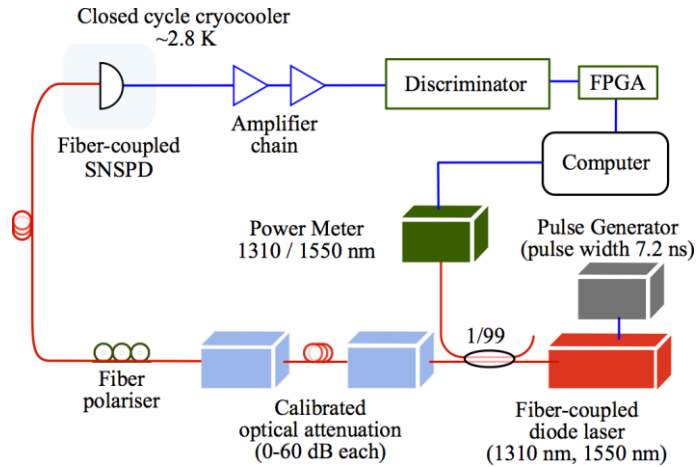 Closed cycle cryocooler
~2.8 K
Discriminator
FPGA
Amplifier
chain
Fiber-coupled
SNSPD
Computer
Power Meter
1310 / 1550 nm
Pulse Generator
(pulse width 7.2 ns)
1/99
Fiber
polariser
Calibrated
optical attenuation
(0-60 dB each)
Fiber-coupled
diode laser
(1310 nm, 1550 nm)